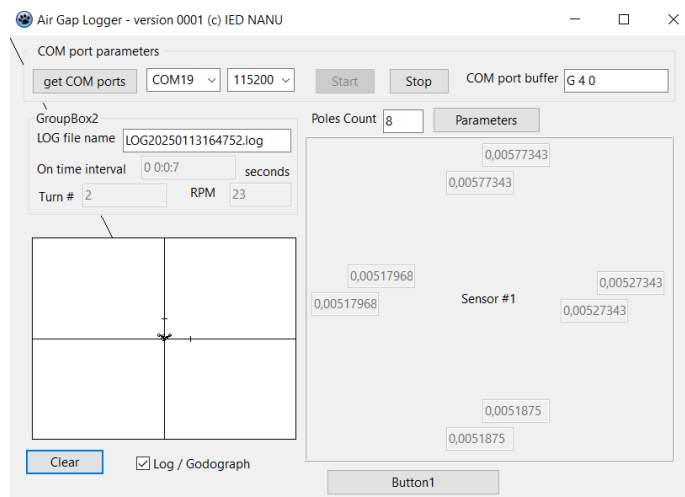 Air Gap Logger - version 0001 (c) IED NANU
COM port parameters
get COM ports COM19 115200 Start Stop COM port buffer G 4 0
GroupBox2
LOG file name LOG20250113164752.log
On time interval 0 0:0:7 seconds
Turn # 2 RPM 23
Poles Count 8 Parameters
0,00577343
0,00577343
0,00517968
0,00517968
Sensor #1
0,00527343
0,00527343
0,0051875
0,0051875
Clear Log / Godograph
Button1